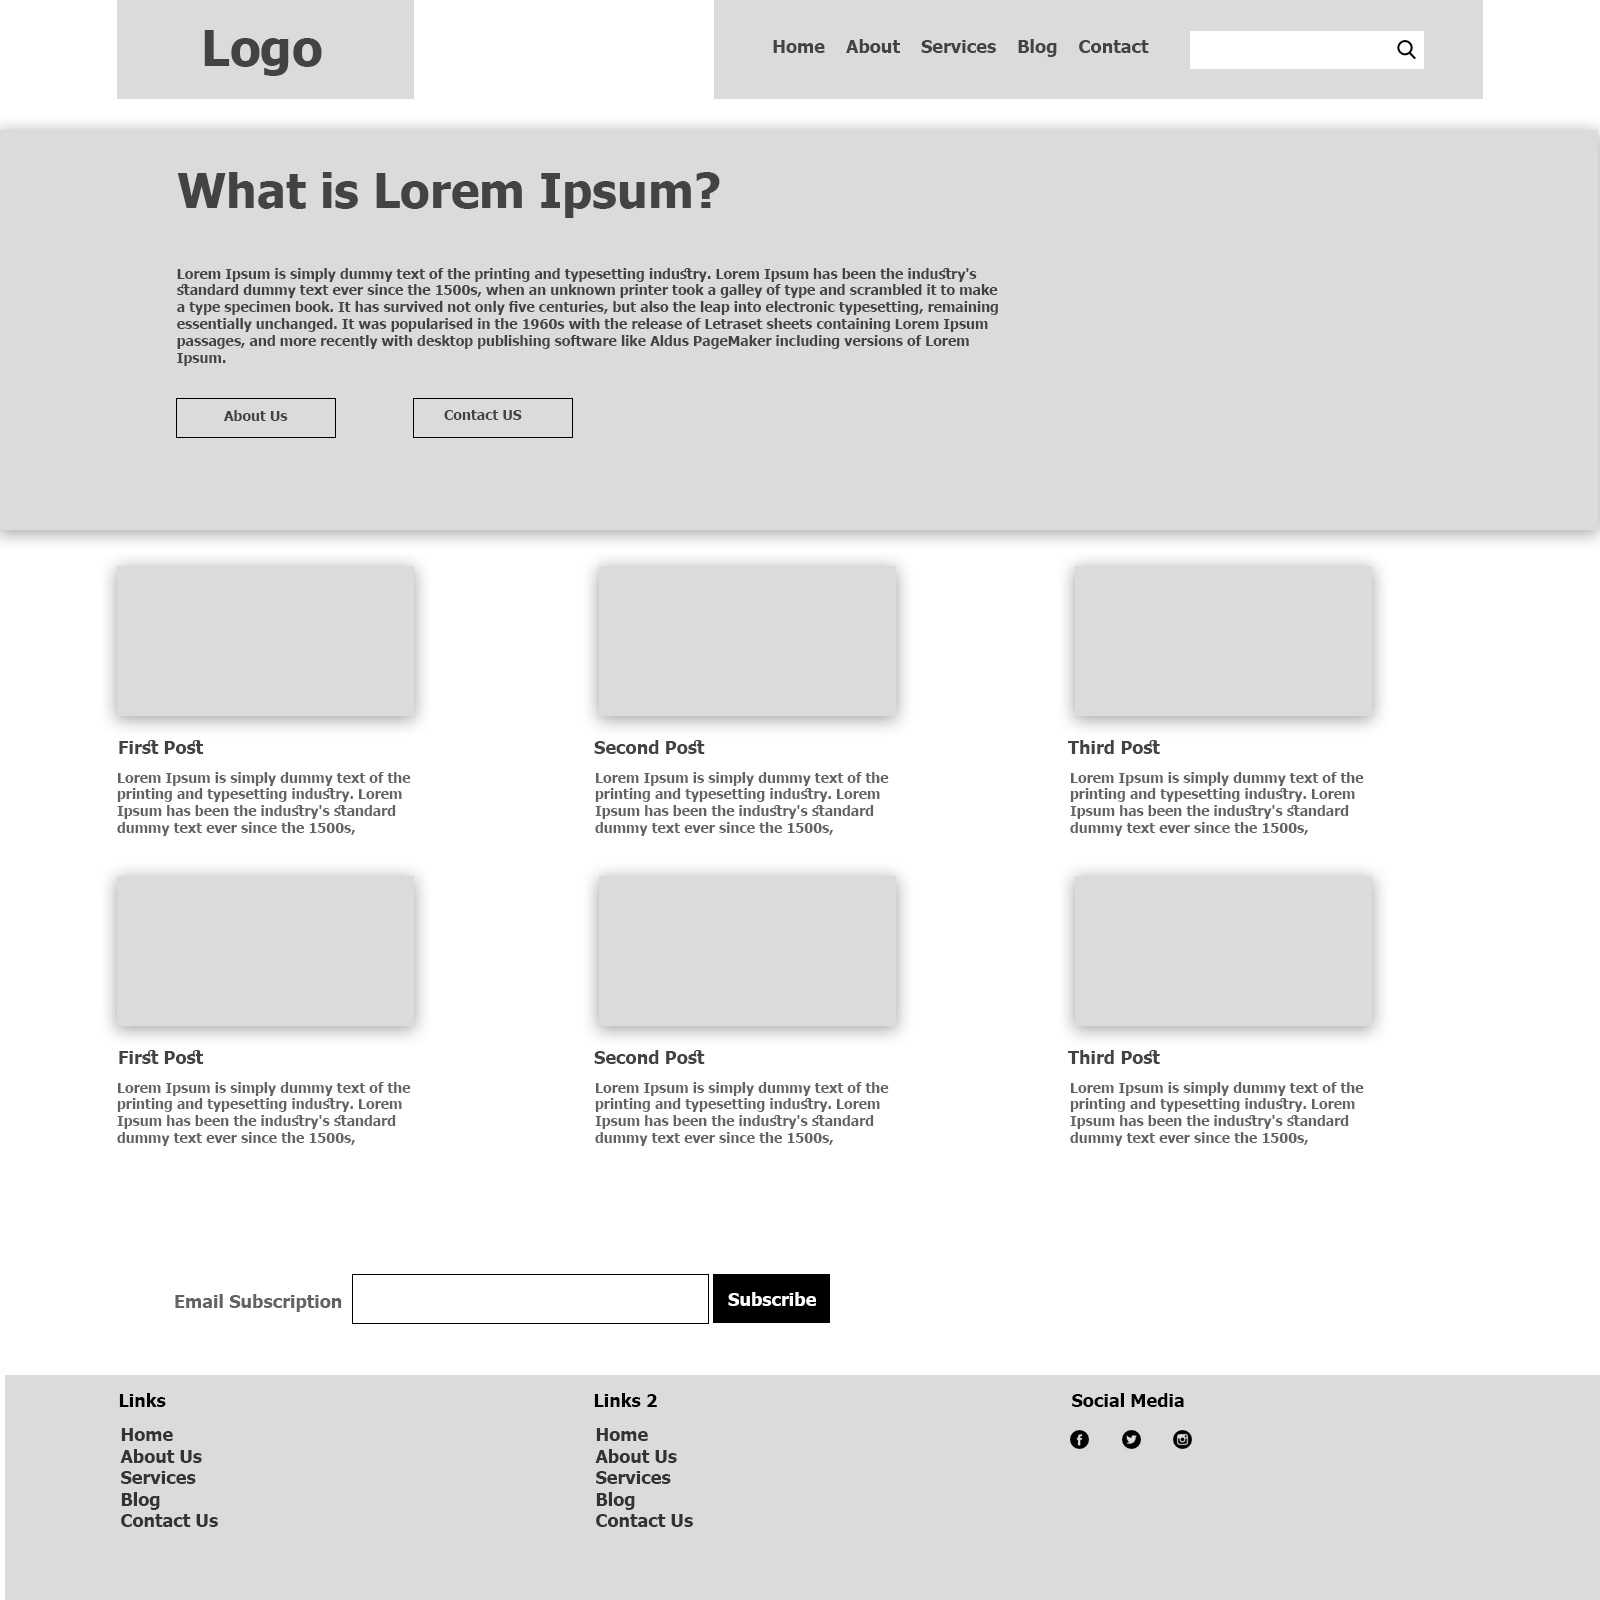 Logo
Home About Services Blog Contact
What is Lorem Ipsum?
Lorem Ipsum is simply dummy text of the printing and typesetting industry. Lorem Ipsum has been the industry's
standard dummy text ever since the 1500s, when an unknown printer took a galley of type and scrambled it to make
a type specimen book. It has survived not only five centuries, but also the leap into electronic typesetting, remaining
essentially unchanged. It was popularised in the 1960s with the release of Letraset sheets containing Lorem Ipsum
passages, and more recently with desktop publishing software like Aldus PageMaker including versions of Lorem
Ipsum.
About Us
Contact US
First Post
Lorem Ipsum is simply dummy text of the
printing and typesetting industry. Lorem
Ipsum has been the industry's standard
dummy text ever since the 1500s,
Second Post
Lorem Ipsum is simply dummy text of the
printing and typesetting industry. Lorem
Ipsum has been the industry's standard
dummy text ever since the 1500s,
Third Post
Lorem Ipsum is simply dummy text of the
printing and typesetting industry. Lorem
Ipsum has been the industry's standard
dummy text ever since the 1500s,
First Post
Lorem Ipsum is simply dummy text of the
printing and typesetting industry. Lorem
Ipsum has been the industry's standard
dummy text ever since the 1500s,
Second Post
Lorem Ipsum is simply dummy text of the
printing and typesetting industry. Lorem
Ipsum has been the industry's standard
dummy text ever since the 1500s,
Third Post
Lorem Ipsum is simply dummy text of the
printing and typesetting industry. Lorem
Ipsum has been the industry's standard
dummy text ever since the 1500s,
Email Subscription
Subscribe
Links
Home
About Us
Services
Blog
Contact Us
Links 2
Home
About Us
Services
Blog
Contact Us
Social Media